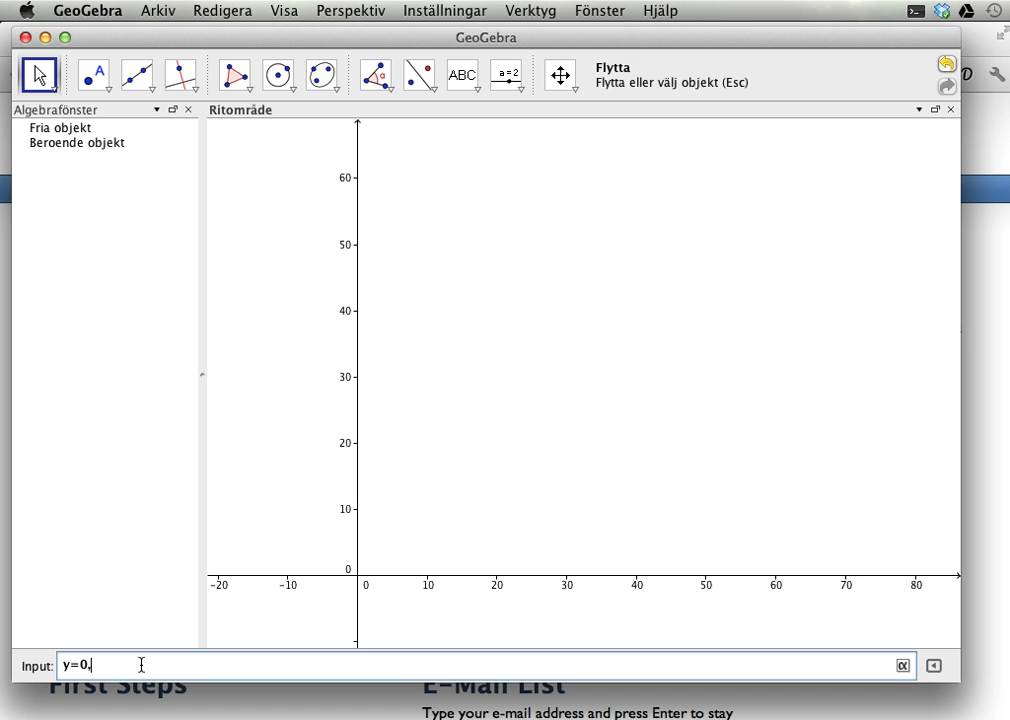 GeoGebra Arkiv Redigera Visa Perspektiv Inställningar Verktyg Fönster Hjälp
GeoGebra
A
α
ABC
a=2
Flytta
Flytta eller välj objekt (Esc)
Algebrafönster
Ritområde
Fria objekt
Beroende objekt
60
50
40
30
20
10
0
-20 -10 0 10 20 30 40 50 60 70 80
Input: y=0,
α
First Steps
E-Mail List
Type your e-mail address and press Enter to stay